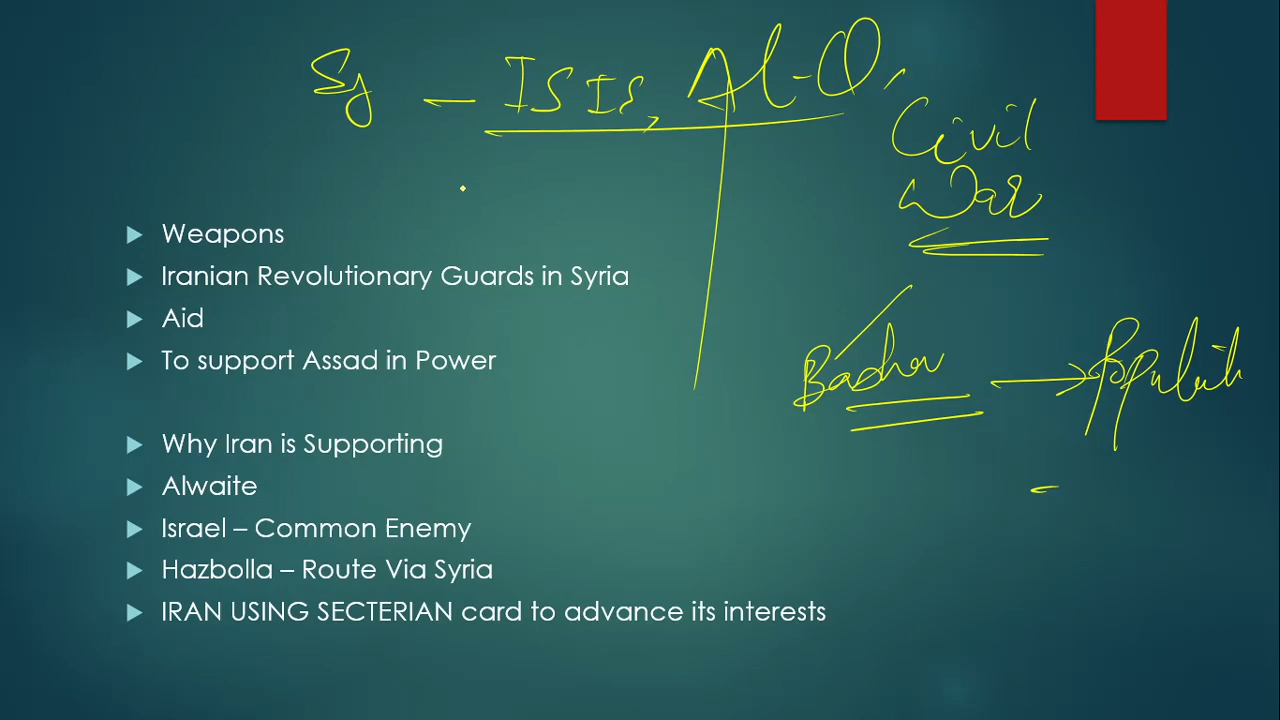 Sy - ISIS, Al-Q,
Civil
War
Weapons
Iranian Revolutionary Guards in Syria
Aid
To support Assad in Power
Bashar
Why Iran is Supporting
Alwaite
Israel – Common Enemy
Hazbolla – Route Via Syria
IRAN USING SECTERIAN card to advance its interests